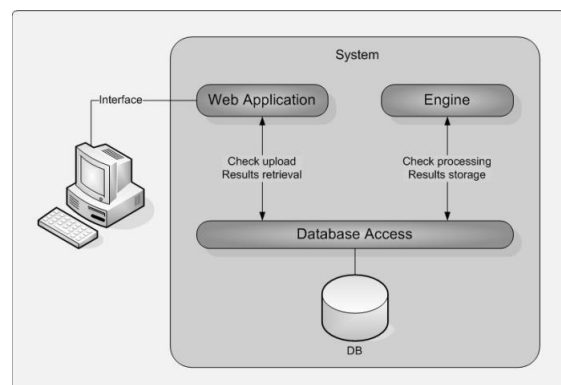 System
Interface
Web Application
Engine
Check upload
Results retrieval
Check processing
Results storage
Database Access
DB